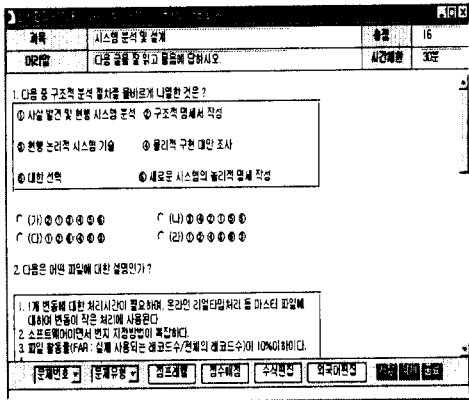 과목 시스템 분석 및 설계 총점 16
머리말 다음 글을 잘 읽고 물음에 답하시오. 시간제한 30분
1. 다음 중 구조적 분석 절차를 올바르게 나열한 것은 ?
① 사실 발견 및 현행 시스템 분석 ② 구조적 명세서 작성
③ 현행 논리적 시스템 기술 ④ 물리적 구현 대안 조사
⑤ 대한 선택 ⑥ 새로운 시스템의 논리적 명세 작성
(가) (나)
(다) (라)
2. 다음은 어떤 파일에 대한 설명인가 ?
1. 1개 변동에 대한 처리시간이 필요하며, 온라인 리얼타임처리 등 마스터 파일에
대하여 변동이 작은 처리에 사용된다
2. 소프트웨어이면서 번지 지정방법이 복잡하다.
3. 파일 활동률(FAR : 실제 사용되는 레코드수/전체의 레코드수)이 10%이하이다.
문제번호 문제유형 점프레벨 점수배점 수식편집 외국어편집